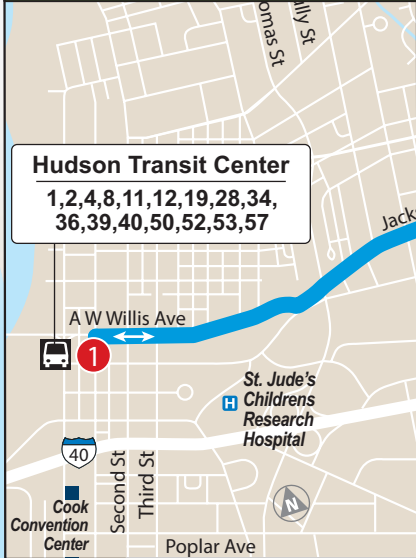 omas St
ally St
Hudson Transit Center
1,2,4,8,11,12,19,28,34,
36,39,40,50,52,53,57
Jacks
A W Willis Ave
1
H
St. Jude's
Childrens
Research
Hospital
40
Second St
Third St
N
Cook
Convention
Center
Poplar Ave